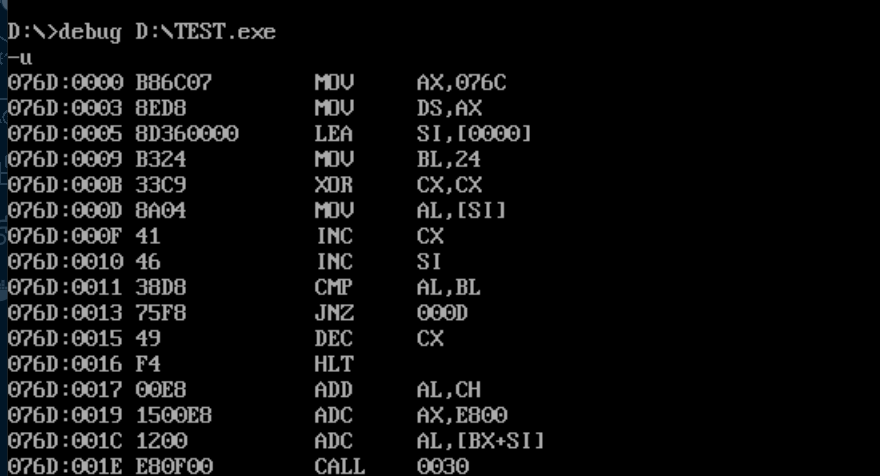 D:\>debug D:\TEST.exe
-u
076D:0000 B86C07 MOV AX,076C
076D:0003 8ED8 MOV DS,AX
076D:0005 8D360000 LEA SI,[0000]
076D:0009 B324 MOV BL,24
076D:000B 33C9 XOR CX,CX
076D:000D 8A04 MOV AL,[SI]
076D:000F 41 INC CX
076D:0010 46 INC SI
076D:0011 38D8 CMP AL,BL
076D:0013 75F8 JNZ 000D
076D:0015 49 DEC CX
076D:0016 F4 HLT
076D:0017 00E8 ADD AL,CH
076D:0019 1500E8 ADC AX,E800
076D:001C 1200 ADC AL,[BX+SI]
076D:001E E80F00 CALL 0030